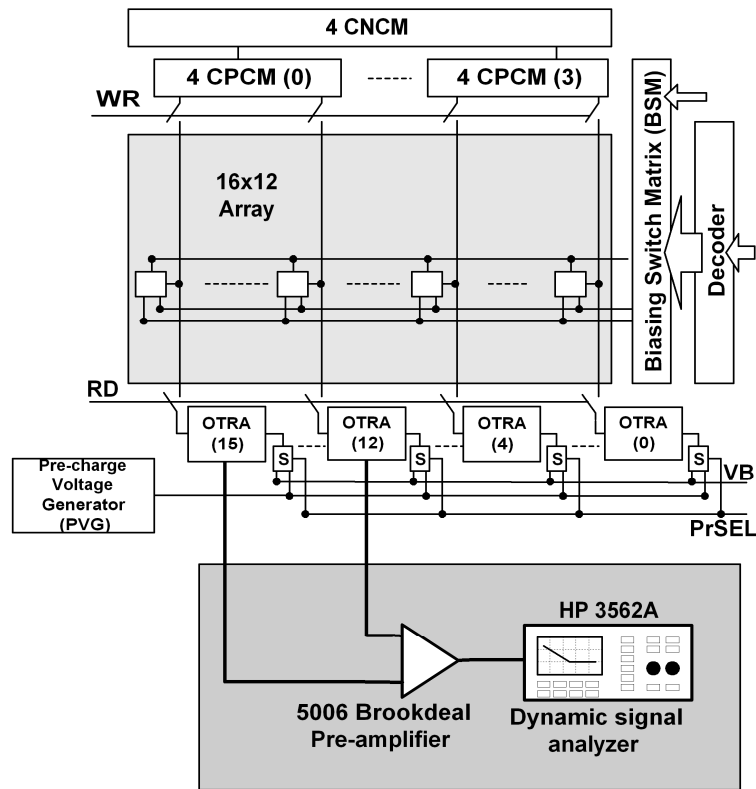 4 CNCM
4 CPCM (0)
4 CPCM (3)
WR
Biasing Switch Matrix (BSM)
Decoder
16x12
Array
RD
OTRA
(15)
OTRA
(12)
OTRA
(4)
OTRA
(0)
S
S
S
S
VB
Pre-charge
Voltage
Generator
(PVG)
PrSEL
HP 3562A
5006 Brookdeal
Pre-amplifier
Dynamic signal
analyzer